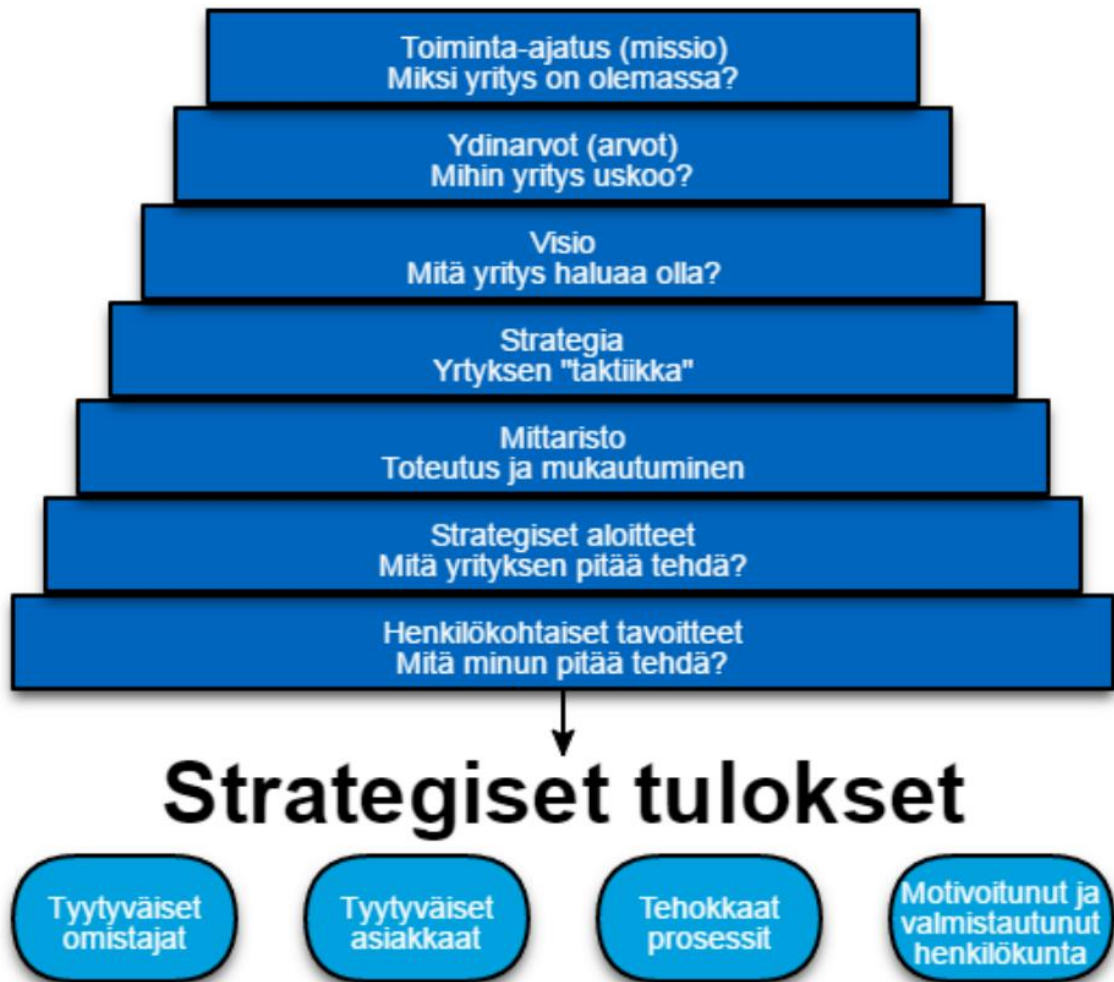 Toiminta-ajatus (missio)
Miksi yritys on olemassa?
Ydinarvot (arvot)
Mihin yritys uskoo?
Visio
Mitä yritys haluaa olla?
Strategia
Yrtyksen "taktiikka"
Mittaristo
Toteutus ja mukautuminen
Strategiset aloitteet
Mitä yrityksen pitää tehdä?
Henkilökohtaiset tavoitteet
Mitä minun pitää tehdä?
Strategiset tulokset
Tyytyväiset
omistajat
Tyytyväiset
asiakkaat
Tehokkaat
prosessit
Motivoitunut ja
valmistautunut
henkilökunta